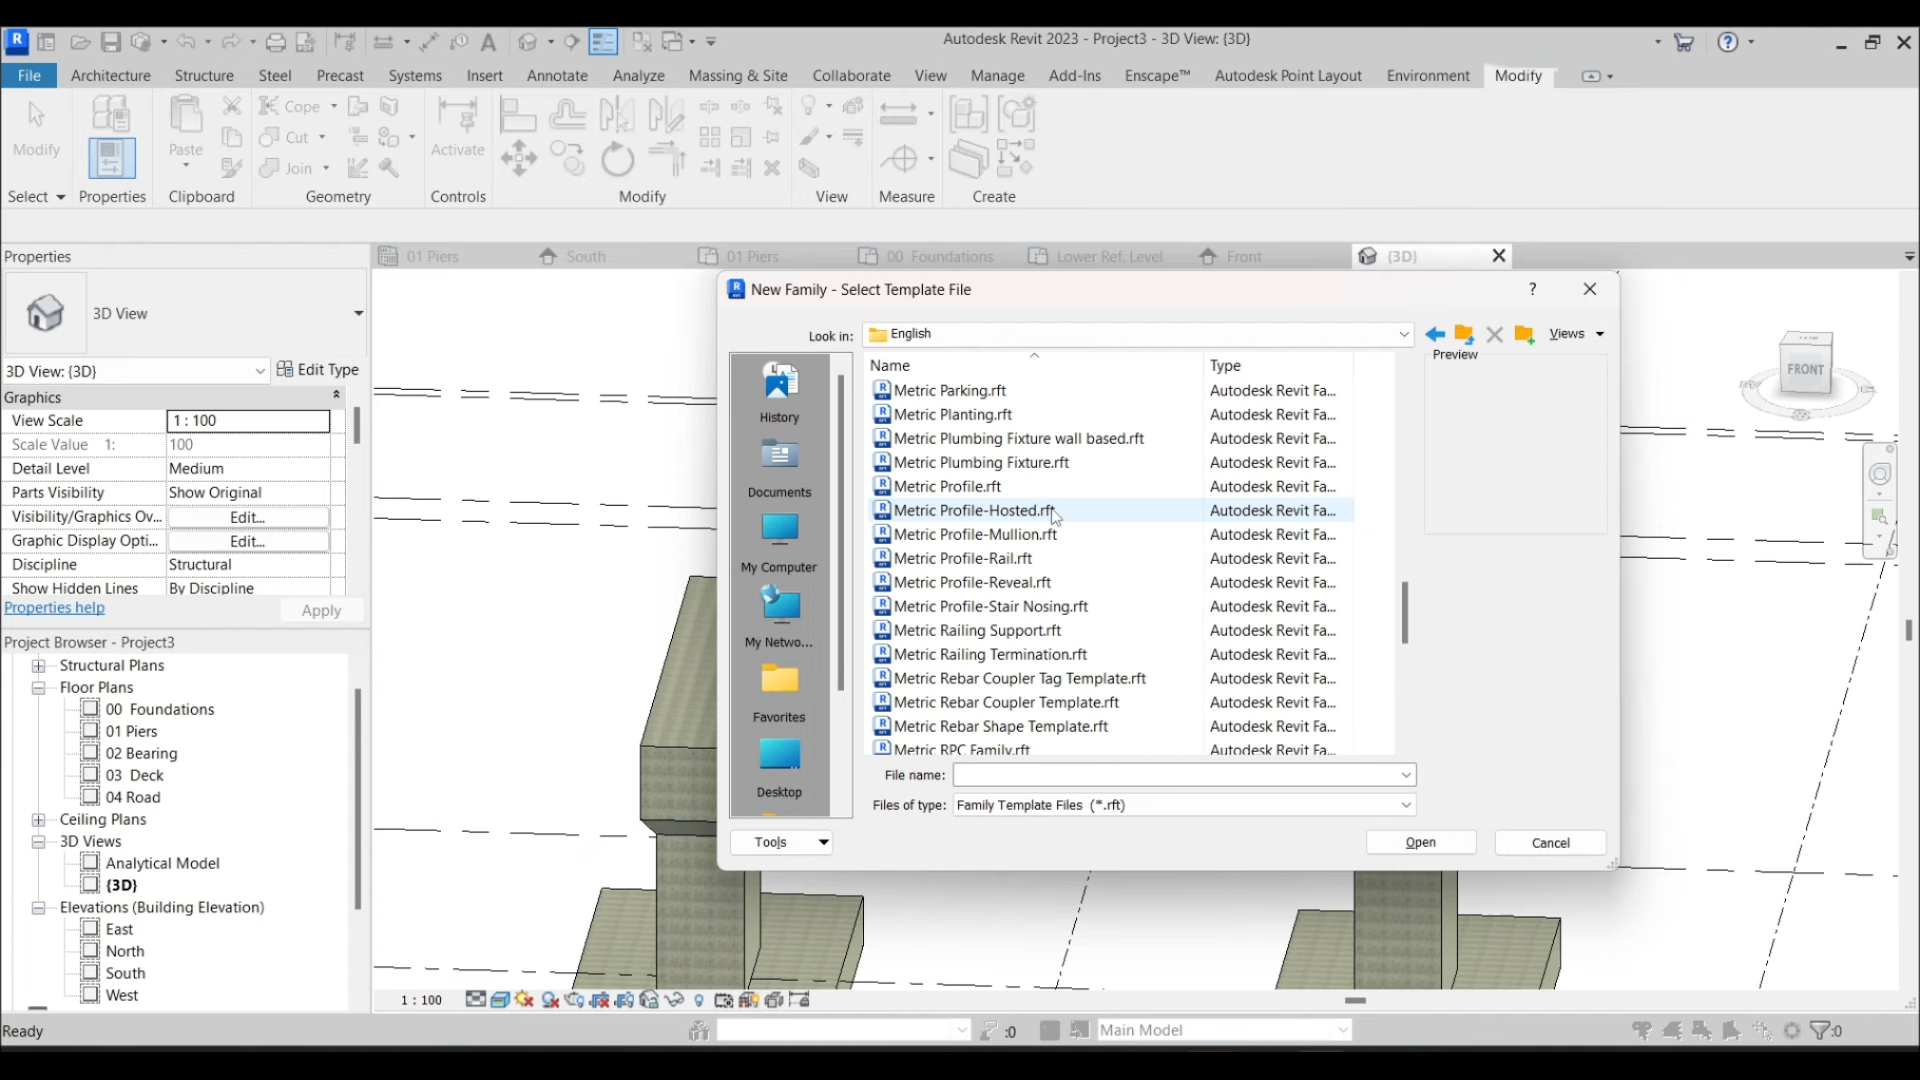 Autodesk Revit 2023 - Project3 - 3D View: {3D}
File Architecture Structure Steel Precast Systems Insert Annotate Analyze Massing & Site Collaborate View Manage Add-Ins Enscape™ Autodesk Point Layout Environment Modify
Modify
Paste
Cope
Cut
Join
Activate
Select Properties Clipboard Geometry Controls Modify View Measure Create
Properties
01 Piers South 01 Piers 00 Foundations Lower Ref. Level Front {3D}
3D View
3D View: {3D} Edit Type
Graphics
View Scale 1 : 100
Scale Value 1: 100
Detail Level Medium
Parts Visibility Show Original
Visibility/Graphics Ov... Edit...
Graphic Display Opti... Edit...
Discipline Structural
Show Hidden Lines By Discipline
Properties help Apply
Project Browser - Project3
Structural Plans
Floor Plans
00 Foundations
01 Piers
02 Bearing
03 Deck
04 Road
Ceiling Plans
3D Views
Analytical Model
{3D}
Elevations (Building Elevation)
East
North
South
West
New Family - Select Template File
Look in: English Views
Preview
History
Documents
My Computer
My Netwo...
Favorites
Desktop
Name Type
Metric Parking.rft Autodesk Revit Fa...
Metric Planting.rft Autodesk Revit Fa...
Metric Plumbing Fixture wall based.rft Autodesk Revit Fa...
Metric Plumbing Fixture.rft Autodesk Revit Fa...
Metric Profile.rft Autodesk Revit Fa...
Metric Profile-Hosted.rft Autodesk Revit Fa...
Metric Profile-Mullion.rft Autodesk Revit Fa...
Metric Profile-Rail.rft Autodesk Revit Fa...
Metric Profile-Reveal.rft Autodesk Revit Fa...
Metric Profile-Stair Nosing.rft Autodesk Revit Fa...
Metric Railing Support.rft Autodesk Revit Fa...
Metric Railing Termination.rft Autodesk Revit Fa...
Metric Rebar Coupler Tag Template.rft Autodesk Revit Fa...
Metric Rebar Coupler Template.rft Autodesk Revit Fa...
Metric Rebar Shape Template.rft Autodesk Revit Fa...
Metric RPC Family.rft Autodesk Revit Fa...
File name:
Files of type: Family Template Files (*.rft)
Tools Open Cancel
FRONT
1 : 100
Ready :0 Main Model :0